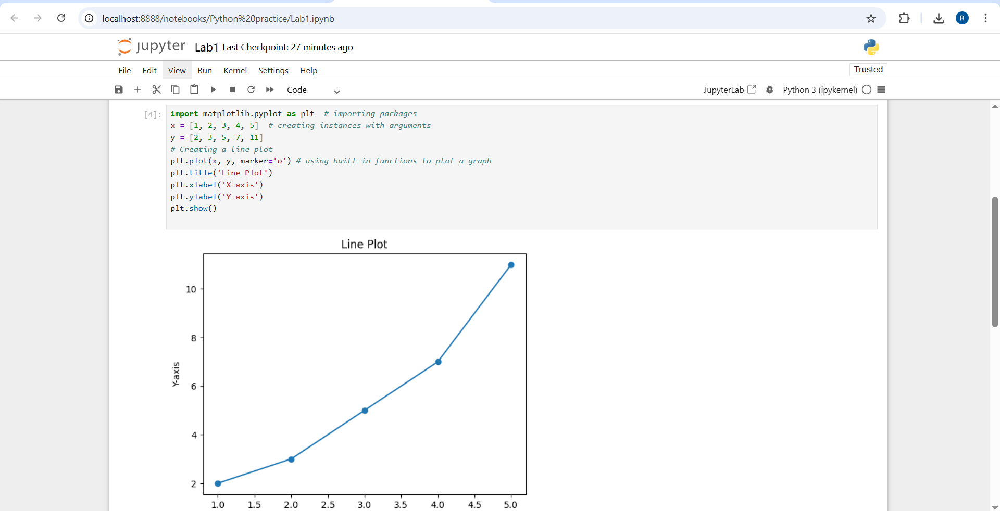 localhost:8888/notebooks/Python%20practice/Lab1.ipynb
R
jupyter Lab1 Last Checkpoint: 27 minutes ago
File Edit View Run Kernel Settings Help
Trusted
Code
JupyterLab
Python 3 (ipykernel)
[4]:
import matplotlib.pyplot as plt  # importing packages
x = [1, 2, 3, 4, 5]  # creating instances with arguments
y = [2, 3, 5, 7, 11]
# Creating a line plot
plt.plot(x, y, marker='o') # using built-in functions to plot a graph
plt.title('Line Plot')
plt.xlabel('X-axis')
plt.ylabel('Y-axis')
plt.show()
Line Plot
10
8
Y-axis
6
4
2
1.0 1.5 2.0 2.5 3.0 3.5 4.0 4.5 5.0